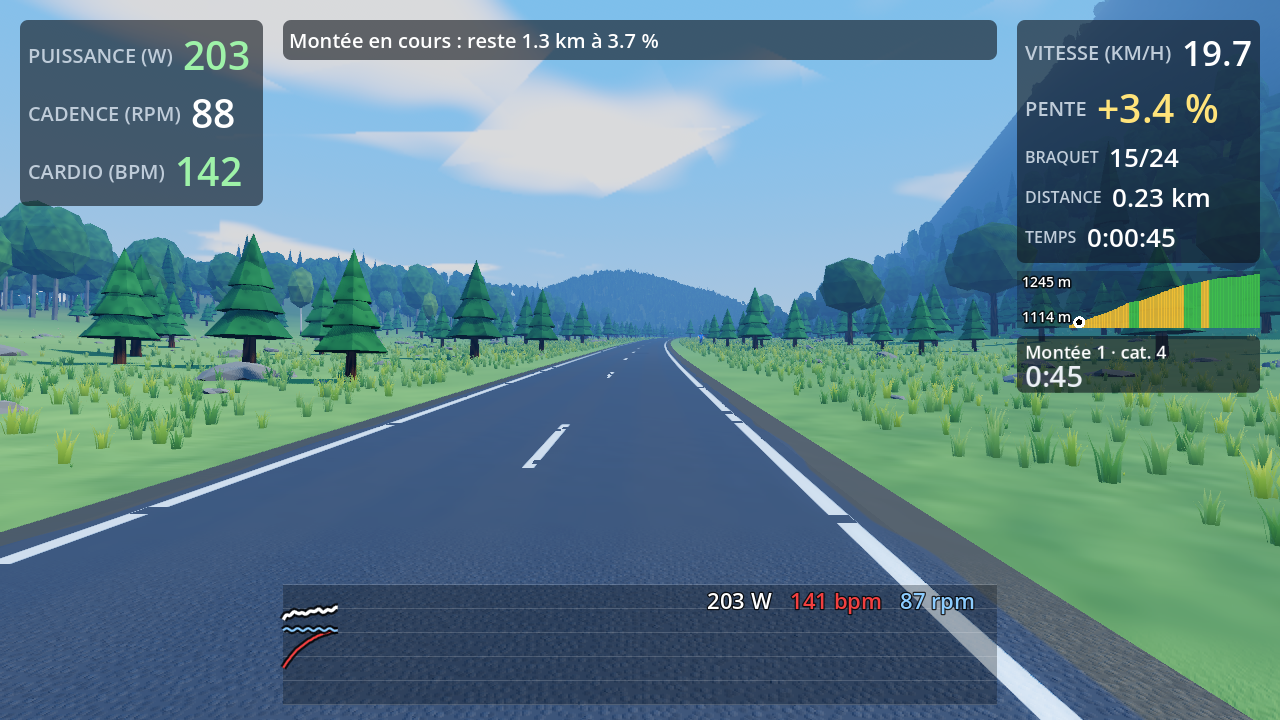 PUISSANCE (W) 203
CADENCE (RPM) 88
CARDIO (BPM) 142
Montée en cours : reste 1.3 km à 3.7 %
VITESSE (KM/H) 19.7
PENTE +3.4 %
BRAQUET 15/24
DISTANCE 0.23 km
TEMPS 0:00:45
1245 m
1114 m
Montée 1 · cat. 4
0:45
203 W 141 bpm 87 rpm